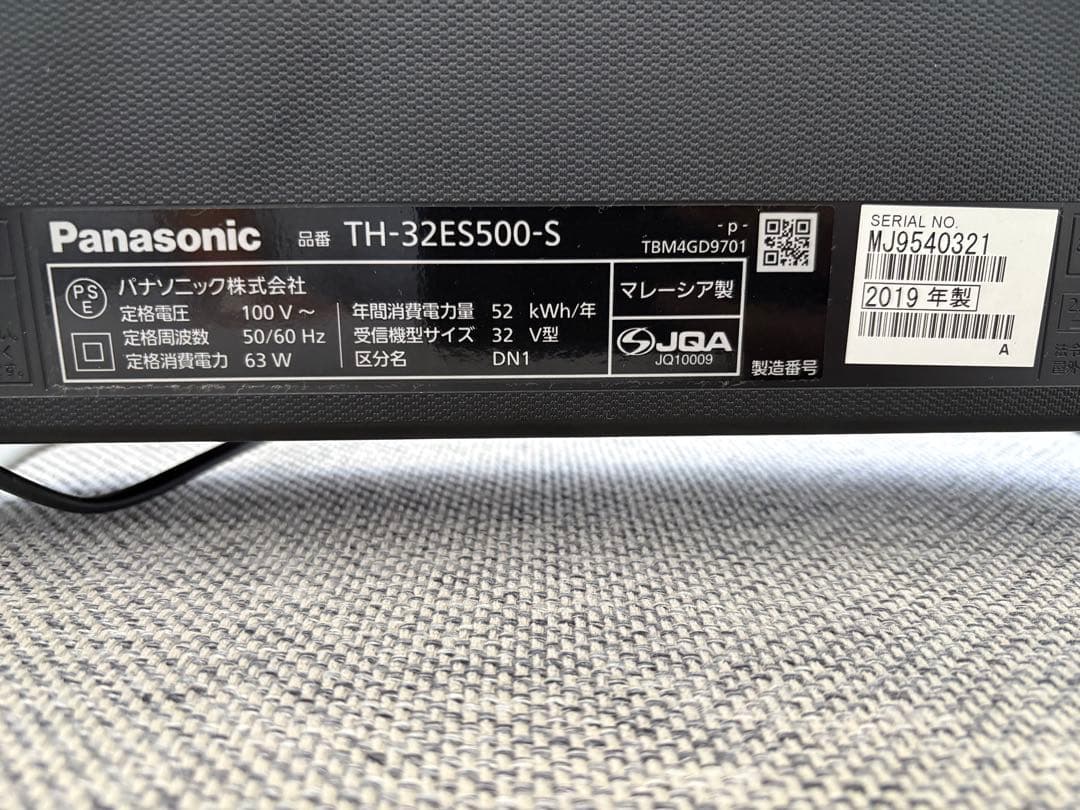 Panasonic 品番 TH-32ES500-S
- p -
TBM4GD9701
PS
E
パナソニック株式会社
定格電圧 100 V ～
定格周波数 50/60 Hz
定格消費電力 63 W
年間消費電力量 52 kWh/年
受信機型サイズ 32 V型
区分名 DN1
マレーシア製
JQA
JQ10009
製造番号
SERIAL NO.
MJ9540321
2019 年製
A